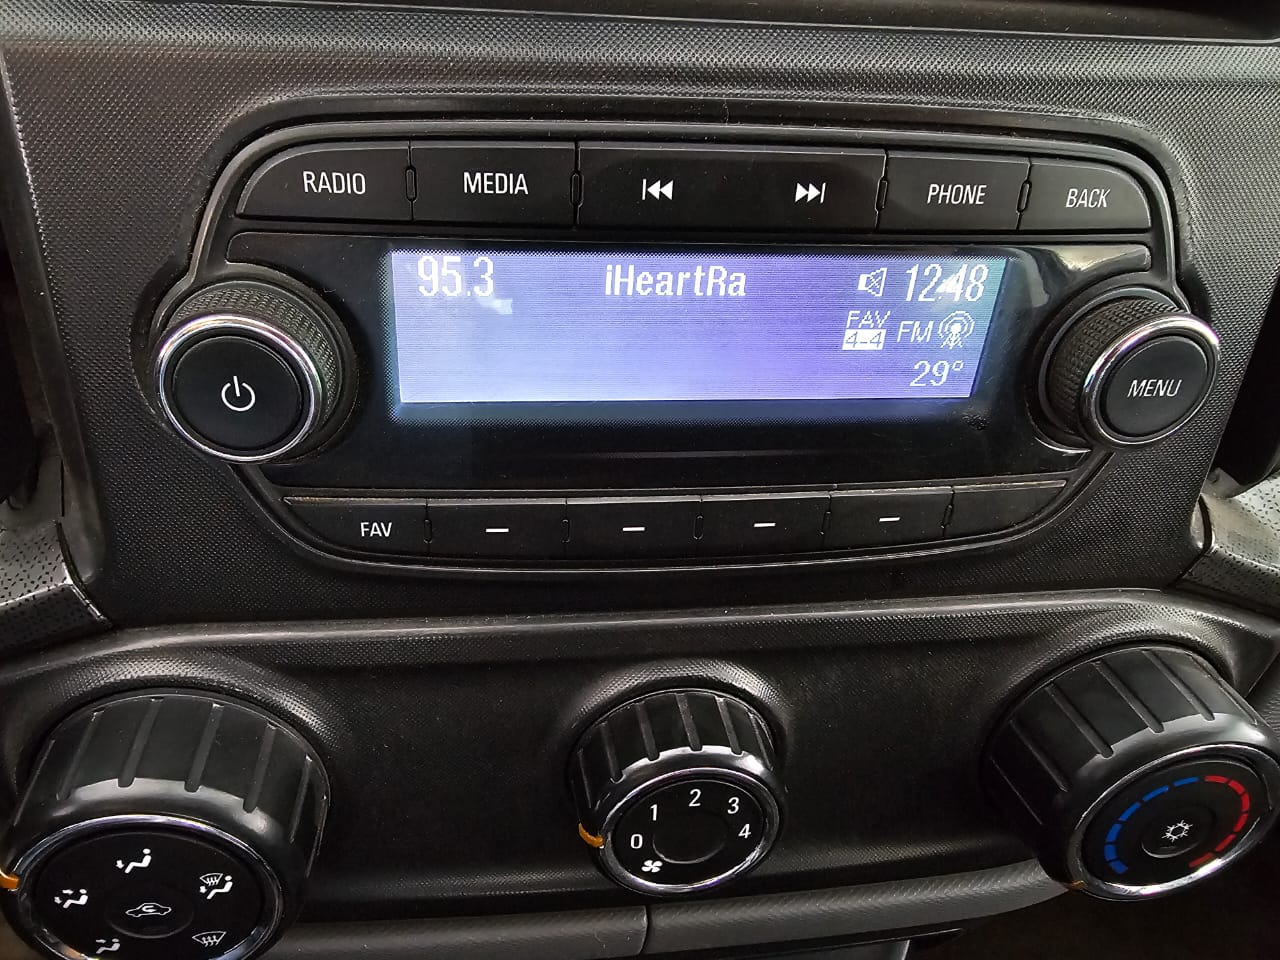 RADIO MEDIA PHONE BACK
95.3 iHeartRa 12:48
FAV FM
4-4
29°
MENU
FAV
0 1 2 3 4